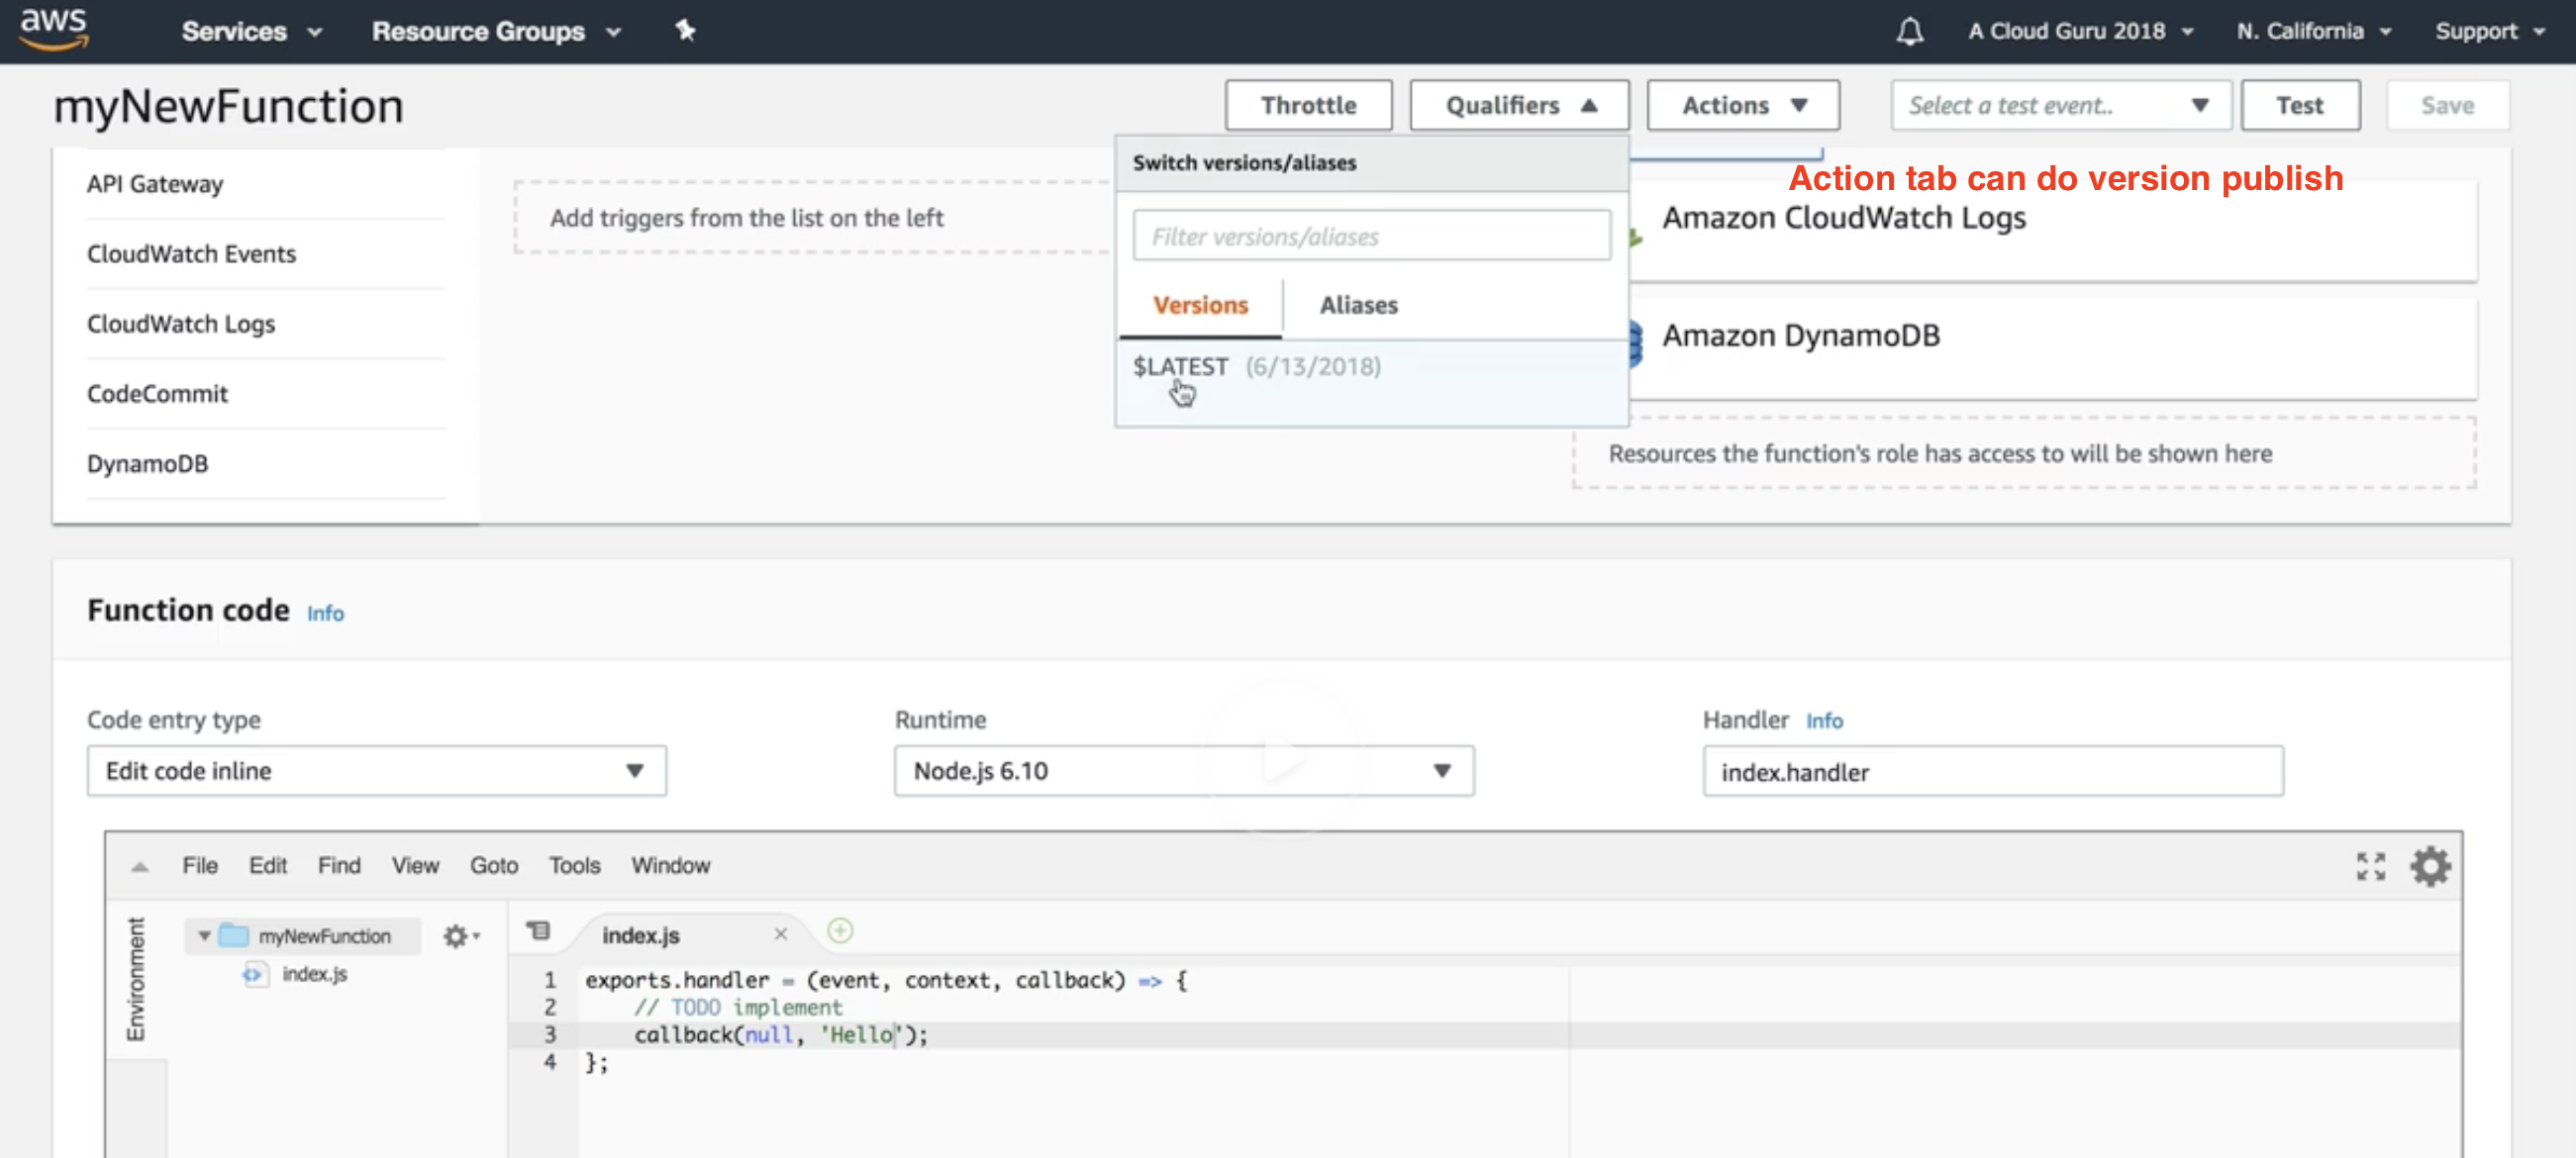 aws
Services
Resource Groups
A Cloud Guru 2018
N. California
Support
myNewFunction
Throttle
Qualifiers
Actions
Select a test event..
Test
Save
Switch versions/aliases
Action tab can do version publish
API Gateway
Add triggers from the list on the left
Filter versions/aliases
Amazon CloudWatch Logs
CloudWatch Events
Versions
Aliases
CloudWatch Logs
$LATEST (6/13/2018)
Amazon DynamoDB
CodeCommit
DynamoDB
Resources the function's role has access to will be shown here
Function code Info
Code entry type
Runtime
Handler Info
Edit code inline
Node.js 6.10
index.handler
File Edit Find View Goto Tools Window
Environment
myNewFunction
index.js
index.js
1 exports.handler = (event, context, callback) => {
2 // TODO implement
3 callback(null, 'Hello');
4 };